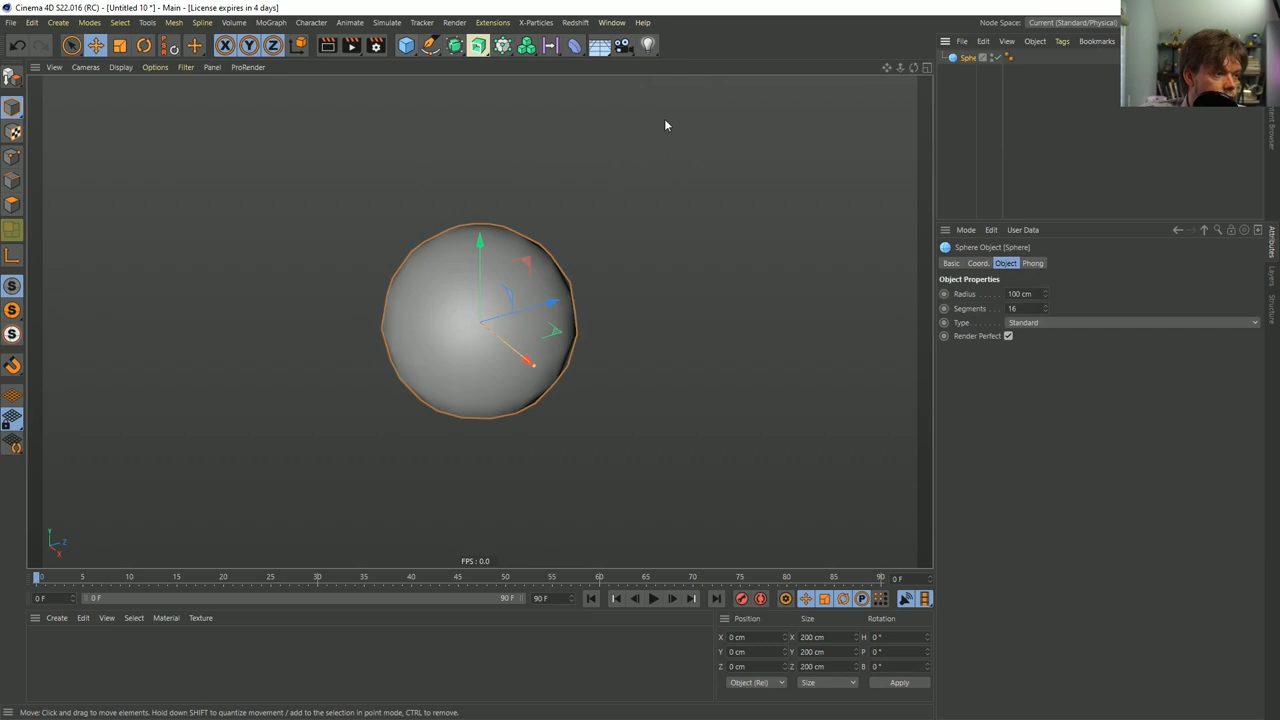 Cinema 4D S22.016 (RC) - [Untitled 10 *] - Main - [License expires in 4 days]
File Edit Create Modes Select Tools Mesh Spline Volume MoGraph Character Animate Simulate Tracker Render Extensions X-Particles Redshift Window Help Node Space: Current (Standard/Physical)
File Edit View Object Tags Bookmarks
View Cameras Display Options Filter Panel ProRender
Sphe
X Y Z
Mode Edit User Data
Sphere Object [Sphere]
Basic Coord. Object Phong
Object Properties
Radius . . . . . 100 cm
Segments . . . . 16
Type . . . . . . . Standard
Render Perfect
Attributes
Layers
Structure
Y
Z
X
FPS : 0.0
0 5 10 15 20 25 30 35 40 45 50 55 60 65 70 75 80 85 90 0 F
0 F 0 F 90 F 90 F
Create Edit View Select Material Texture
Position Size Rotation
X 0 cm X 200 cm H 0 °
Y 0 cm Y 200 cm P 0 °
Z 0 cm Z 200 cm B 0 °
Object (Rel) Size Apply
Move: Click and drag to move elements. Hold down SHIFT to quantize movement / add to the selection in point mode, CTRL to remove.